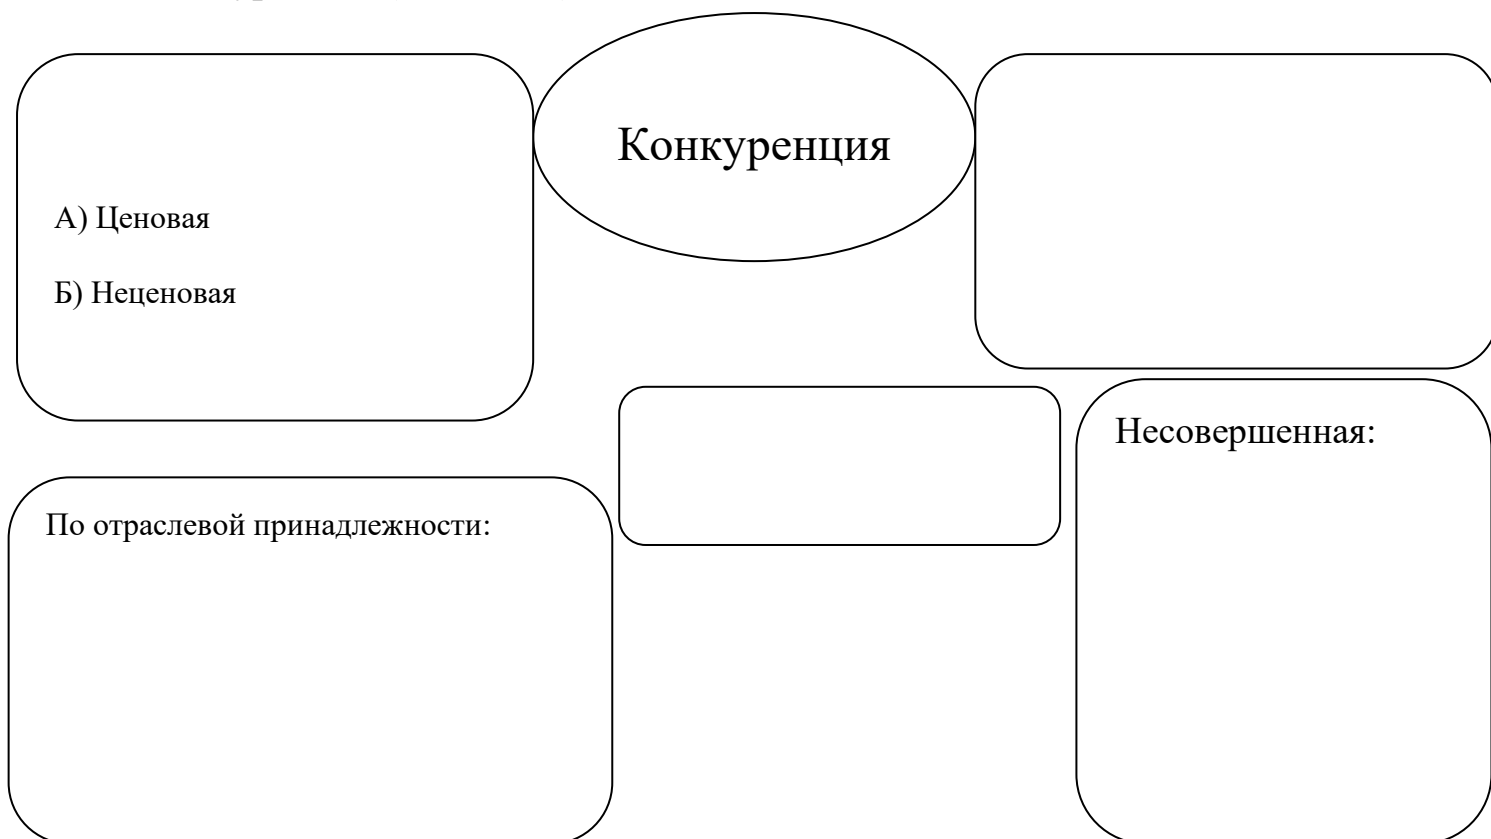 Конкуренция
А) Ценовая
Б) Неценовая
Несовершенная:
По отраслевой принадлежности: